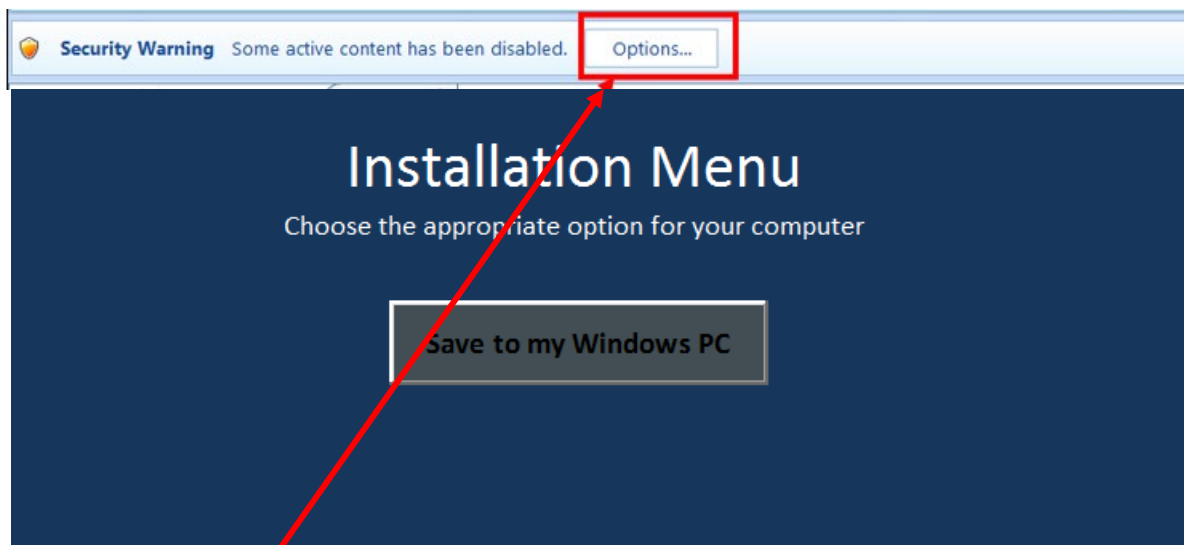 Security Warning Some active content has been disabled. Options...
Installation Menu
Choose the appropriate option for your computer
Save to my Windows PC